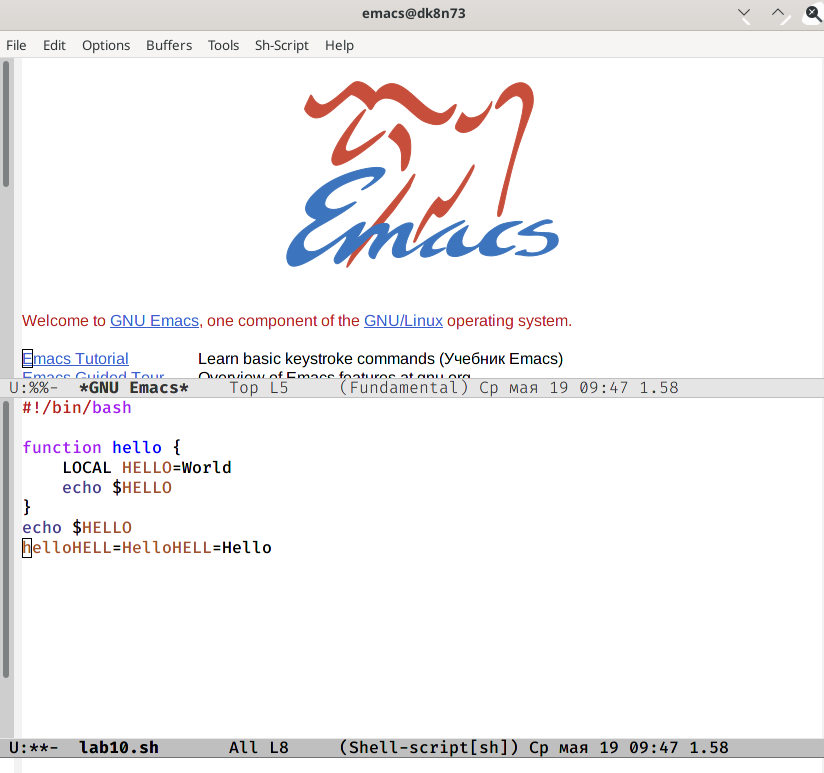 emacs@dk8n73
File Edit Options Buffers Tools Sh-Script Help
Emacs
Welcome to GNU Emacs, one component of the GNU/Linux operating system.
Emacs Tutorial Learn basic keystroke commands (Учебник Emacs)
Emacs Guided Tour Overview of Emacs features at gnu.org
U:%%- *GNU Emacs* Top L5 (Fundamental) Ср мая 19 09:47 1.58
#!/bin/bash
function hello {
    LOCAL HELLO=World
    echo $HELLO
}
echo $HELLO
helloHELL=HelloHELL=Hello
U:**- lab10.sh All L8 (Shell-script[sh]) Ср мая 19 09:47 1.58